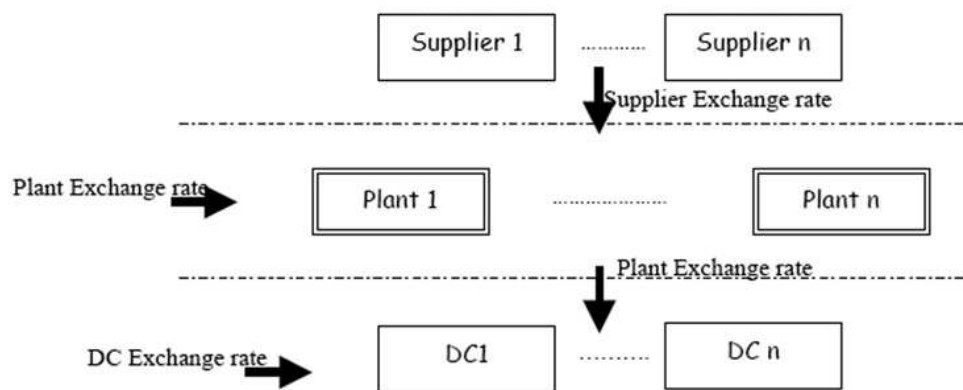 Supplier 1 ........... Supplier n
Supplier Exchange rate
Plant Exchange rate
Plant 1 .................... Plant n
Plant Exchange rate
DC1 ............ DC n
DC Exchange rate